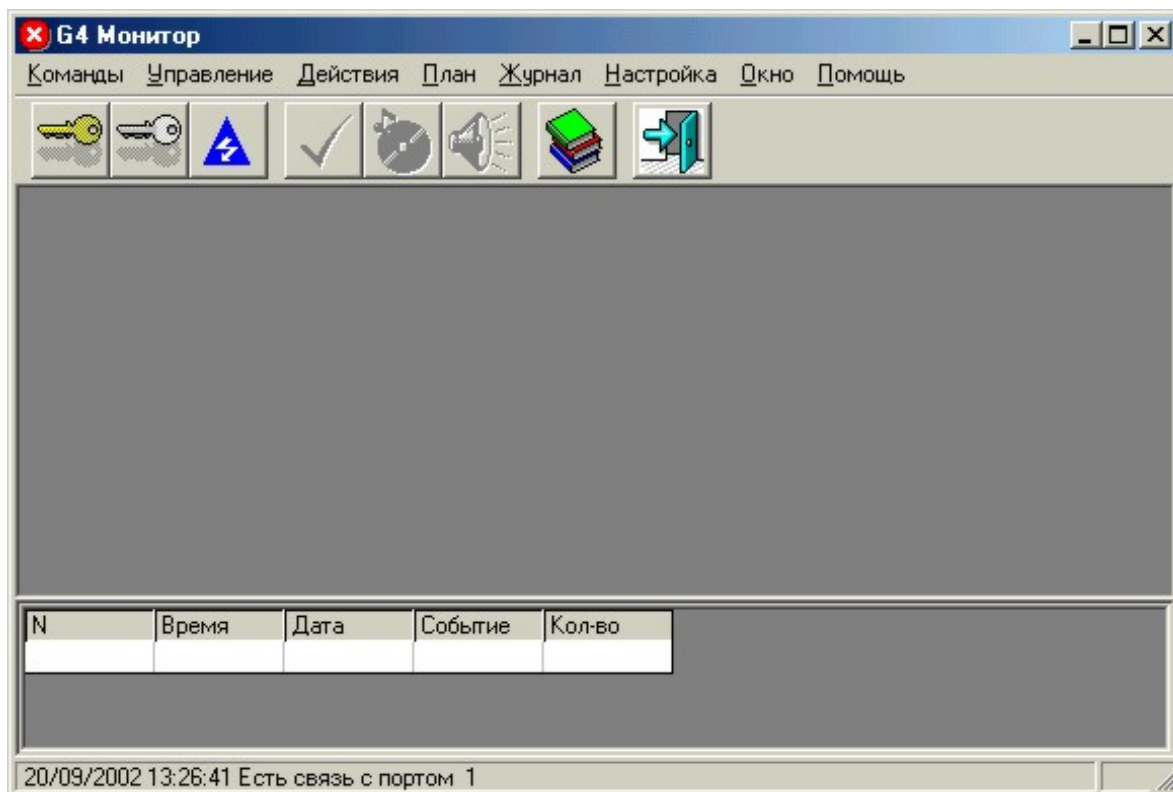 G4 Монитор
Команды Управление Действия План Журнал Настройка Окно Помощь
N Время Дата Событие Кол-во
20/09/2002 13:26:41 Есть связь с портом 1